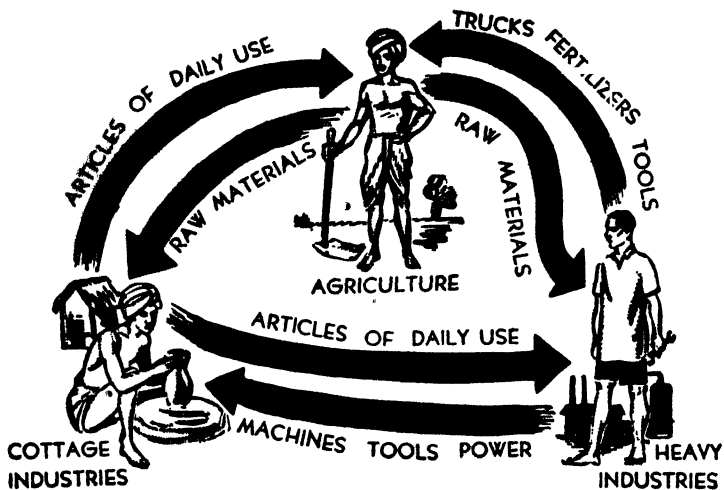 TRUCKS FERTILIZERS TOOLS
ARTICLES OF DAILY USE
RAW MATERIALS
RAW MATERIALS
AGRICULTURE
ARTICLES OF DAILY USE
MACHINES TOOLS POWER
COTTAGE
INDUSTRIES
HEAVY
INDUSTRIES